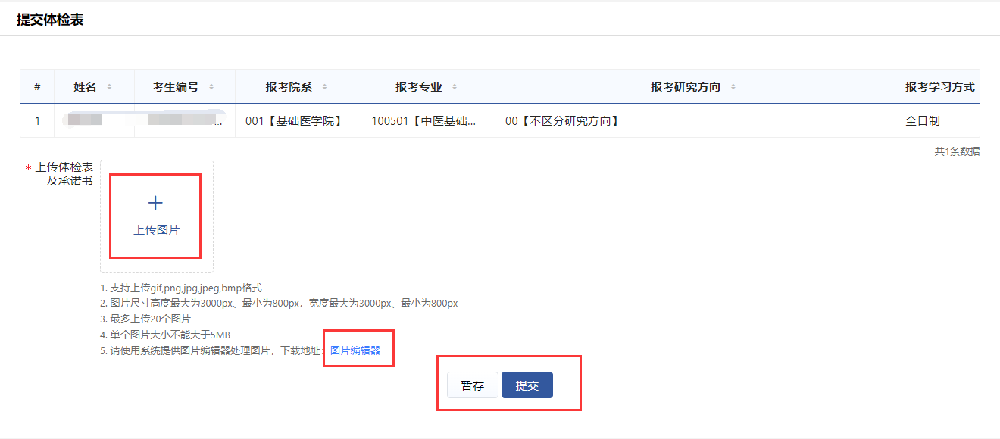 提交体检表
# 姓名 考生编号 报考院系 报考专业 报考研究方向 报考学习方式
1 ... 001【基础医学院】 100501【中医基础... 00【不区分研究方向】 全日制
共1条数据
* 上传体检表
及承诺书
+
上传图片
1. 支持上传gif,png,jpg,jpeg,bmp格式
2. 图片尺寸高度最大为3000px、最小为800px，宽度最大为3000px、最小为800px
3. 最多上传20个图片
4. 单个图片大小不能大于5MB
5. 请使用系统提供图片编辑器处理图片，下载地址：图片编辑器
暂存 提交